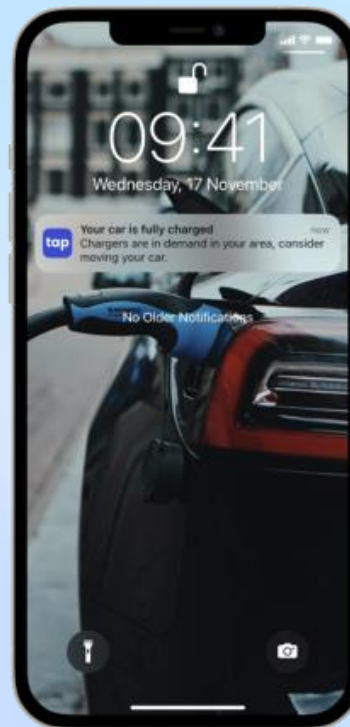 09:41
Wednesday, 17 November
tap
Your car is fully charged
now
Chargers are in demand in your area, consider
moving your car.
No Older Notifications